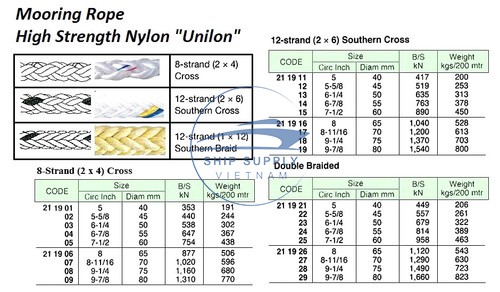 Mooring Rope
High Strength Nylon "Unilon"
8-strand (2 × 4)
Cross
12-strand (2 × 6)
Southern Cross
12-strand (1 × 12)
Southern Braid
SHIP SUPPLY
VIETNAM
8-Strand (2 x 4) Cross
CODE Size B/S kN Weight kg/200 mtr
Circ Inch Diam mm
21 19 01 5 40 353 191
02 5-5/8 45 440 244
03 6-1/4 50 538 302
04 6-7/8 55 647 367
05 7-1/2 60 754 438
21 19 06 8 65 877 506
07 8-11/16 70 1,020 596
08 9-1/4 75 1,160 680
09 9-7/8 80 1,310 770
12-strand (2 × 6) Southern Cross
CODE Size B/S kN Weight kg/200 mtr
Circ Inch Diam mm
21 19 11 5 40 417 200
12 5-5/8 45 519 253
13 6-1/4 50 635 313
14 6-7/8 55 763 378
15 7-1/2 60 890 450
21 19 16 8 65 1,040 528
17 8-11/16 70 1,200 613
18 9-1/4 75 1,370 703
19 9-7/8 80 1,540 800
Double Braided
CODE Size B/S kN Weight kg/200 mtr
Circ Inch Diam mm
21 19 21 5 40 449 206
22 5-5/8 45 557 261
23 6-1/4 50 679 322
24 6-7/8 55 814 389
25 7-1/2 60 958 463
21 19 26 8 65 1,120 543
27 8-11/16 70 1,290 630
28 9-1/4 75 1,490 723
29 9-7/8 80 1,660 823